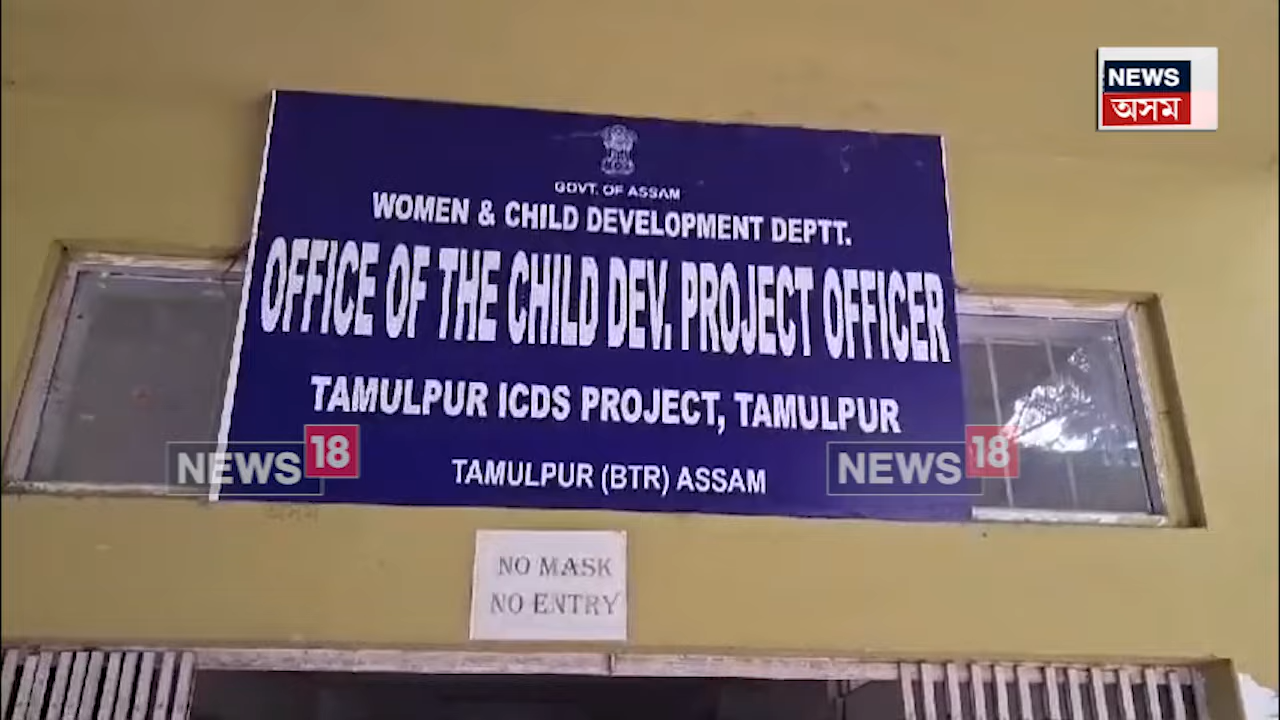 NEWS
অসম
GOVT. OF ASSAM
WOMEN & CHILD DEVELOPMENT DEPTT.
OFFICE OF THE CHILD DEV. PROJECT OFFICER
TAMULPUR ICDS PROJECT, TAMULPUR
TAMULPUR (BTR) ASSAM
NEWS18
NEWS18
অসম
NO MASK
NO ENTRY